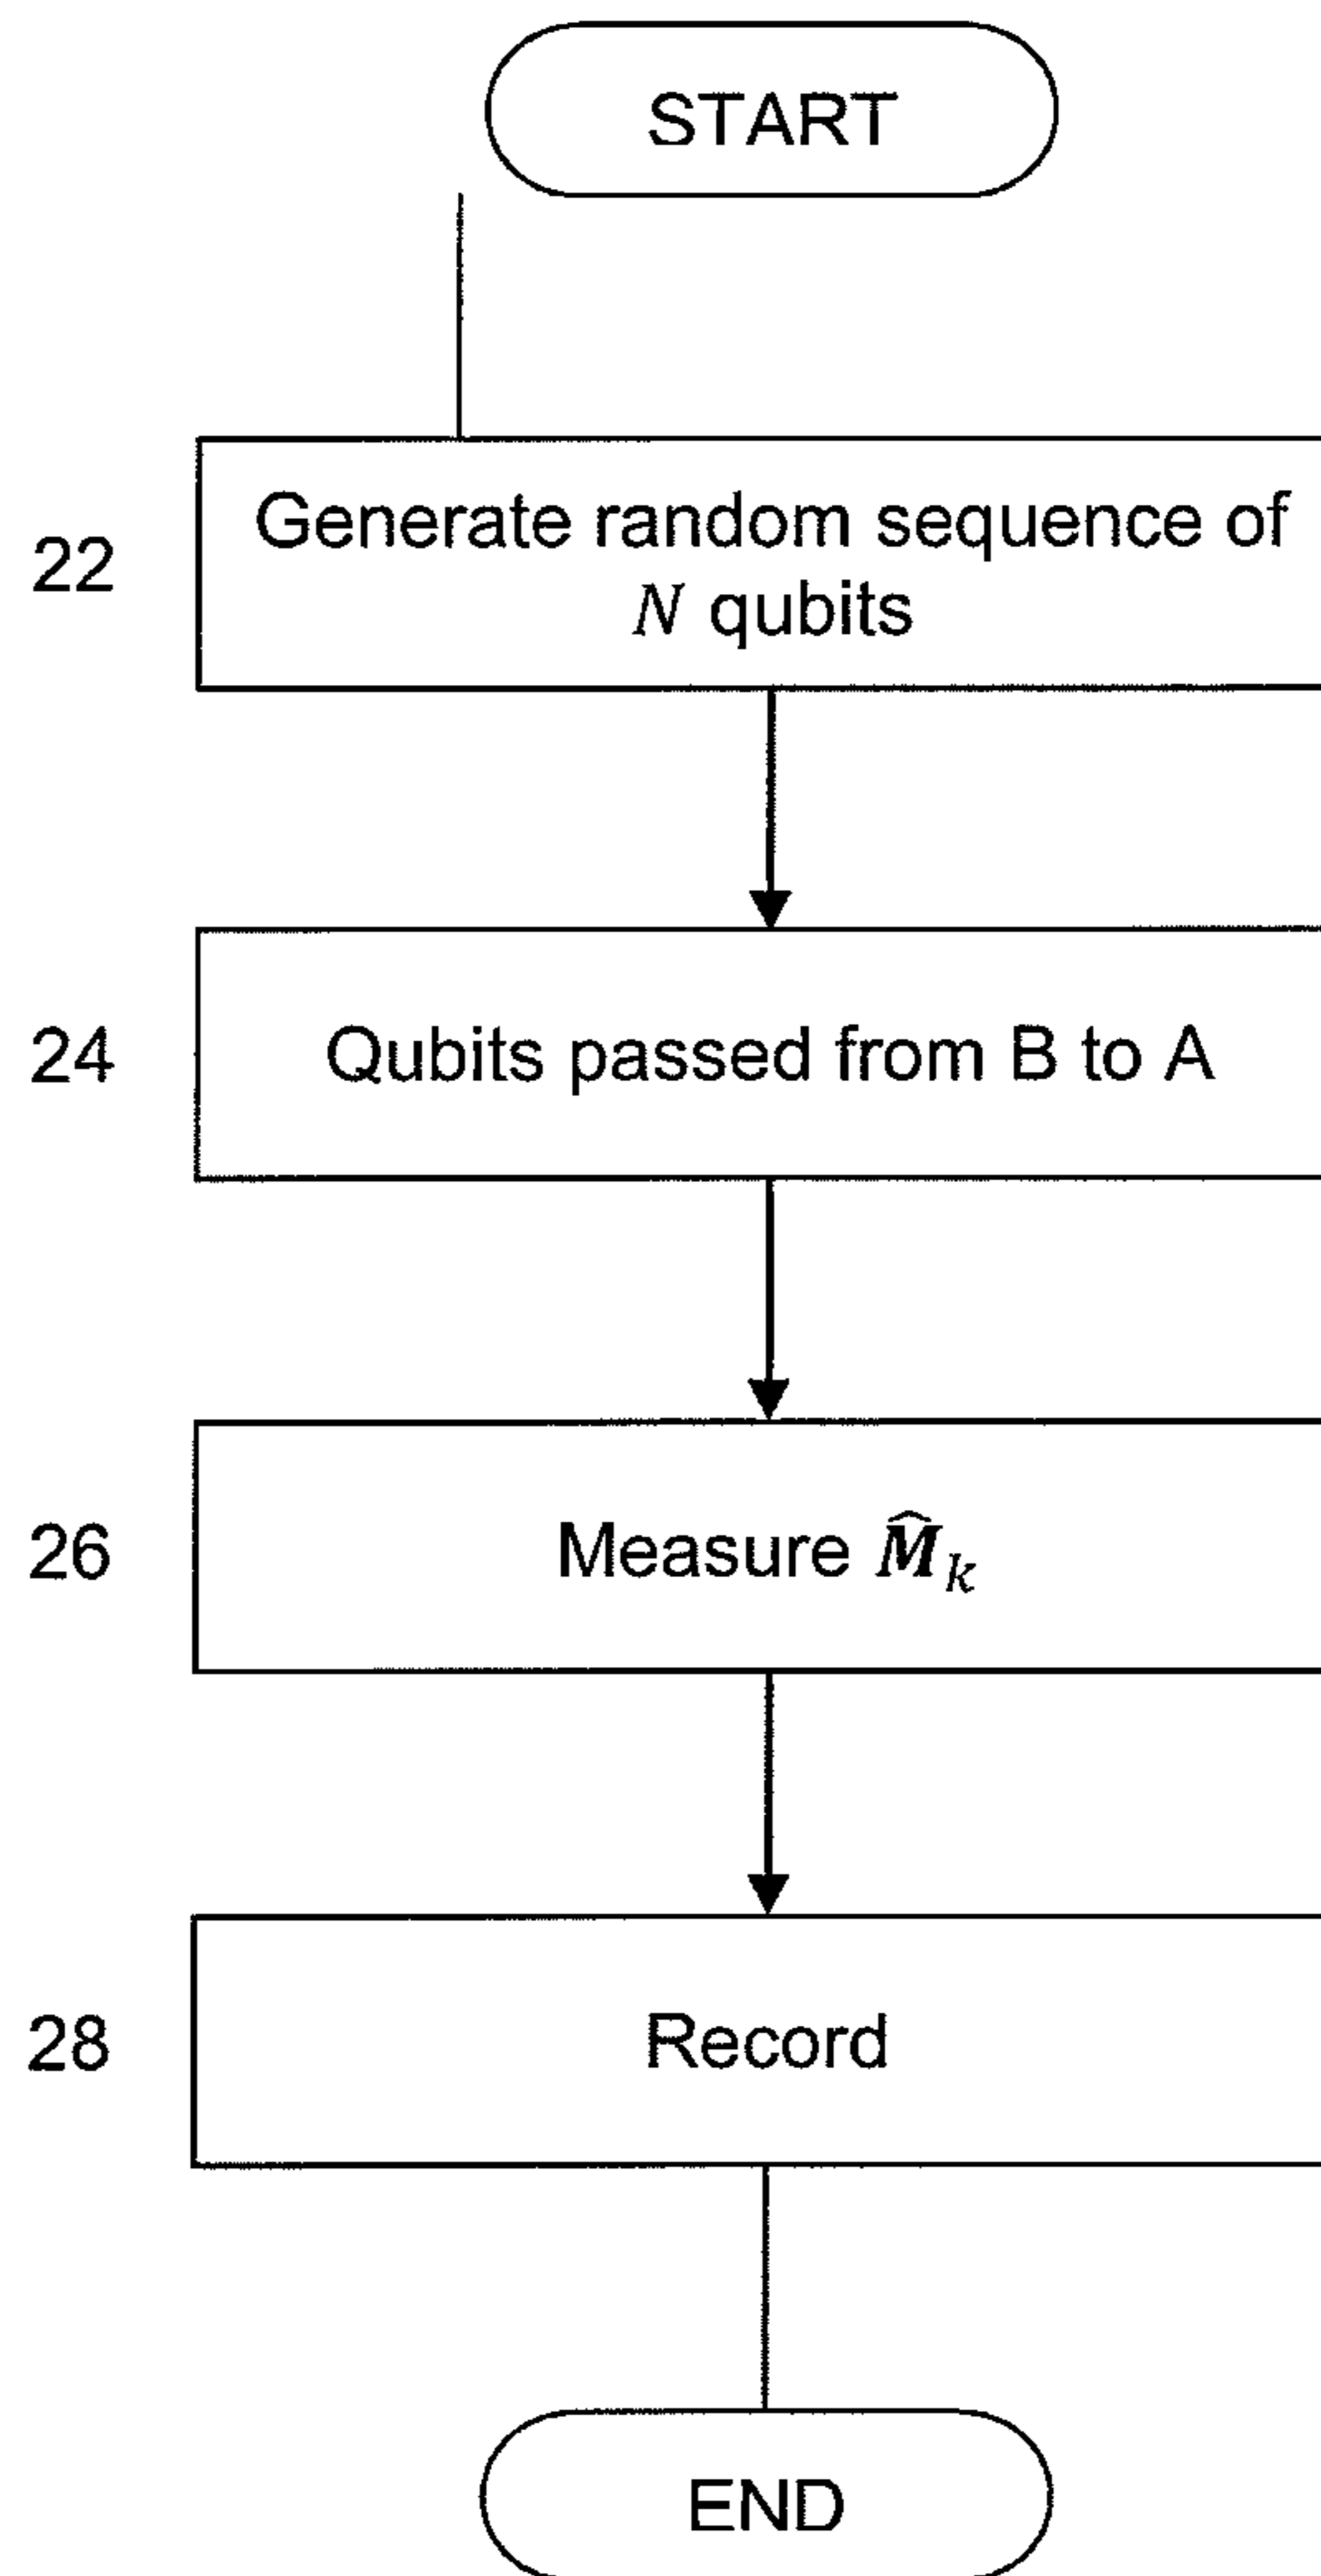 START
22
Generate random sequence of
N qubits
24
Qubits passed from B to A
26
Measure M̂ₖ
28
Record
END